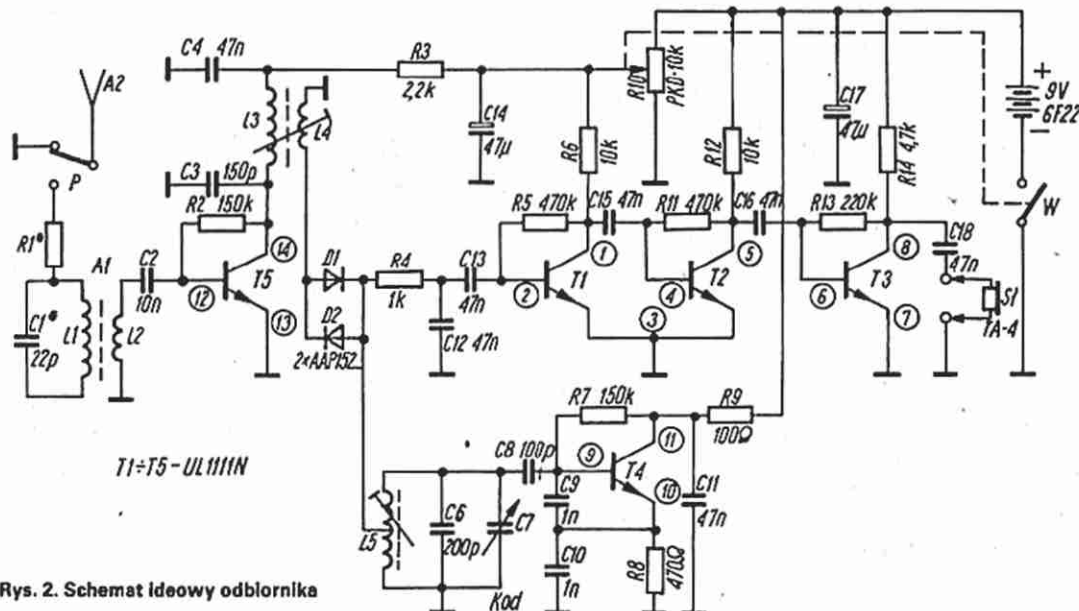 C4 47n
R3
2,2k
A2
P
L3
L4
C14
47µ
R10
PKD-10k
C17
47µ
+
9V
6F22
−
C3 150p
R2 150k
R6
10k
R12
10k
R14 4,7k
W
R1*
A1
C2
10n
12
14
T5
13
C1*
22p
L1
L2
D1
D2
2xAAP152
R4
1k
C13
47n
C12 47n
R5 470k
C15 47n
R11 470k
C16 47n
R13 220k
1
2
T1
3
4
5
T2
6
8
T3
7
C18
47n
Sł
TA-4
T1÷T5-UL1111N
R7 150k
R9
100Ω
C8 100p
9
11
T4
10
C11
47n
C9
1n
C10
1n
R8
470Ω
L5
C6
200p
C7
Kod
Rys. 2. Schemat ideowy odbiornika